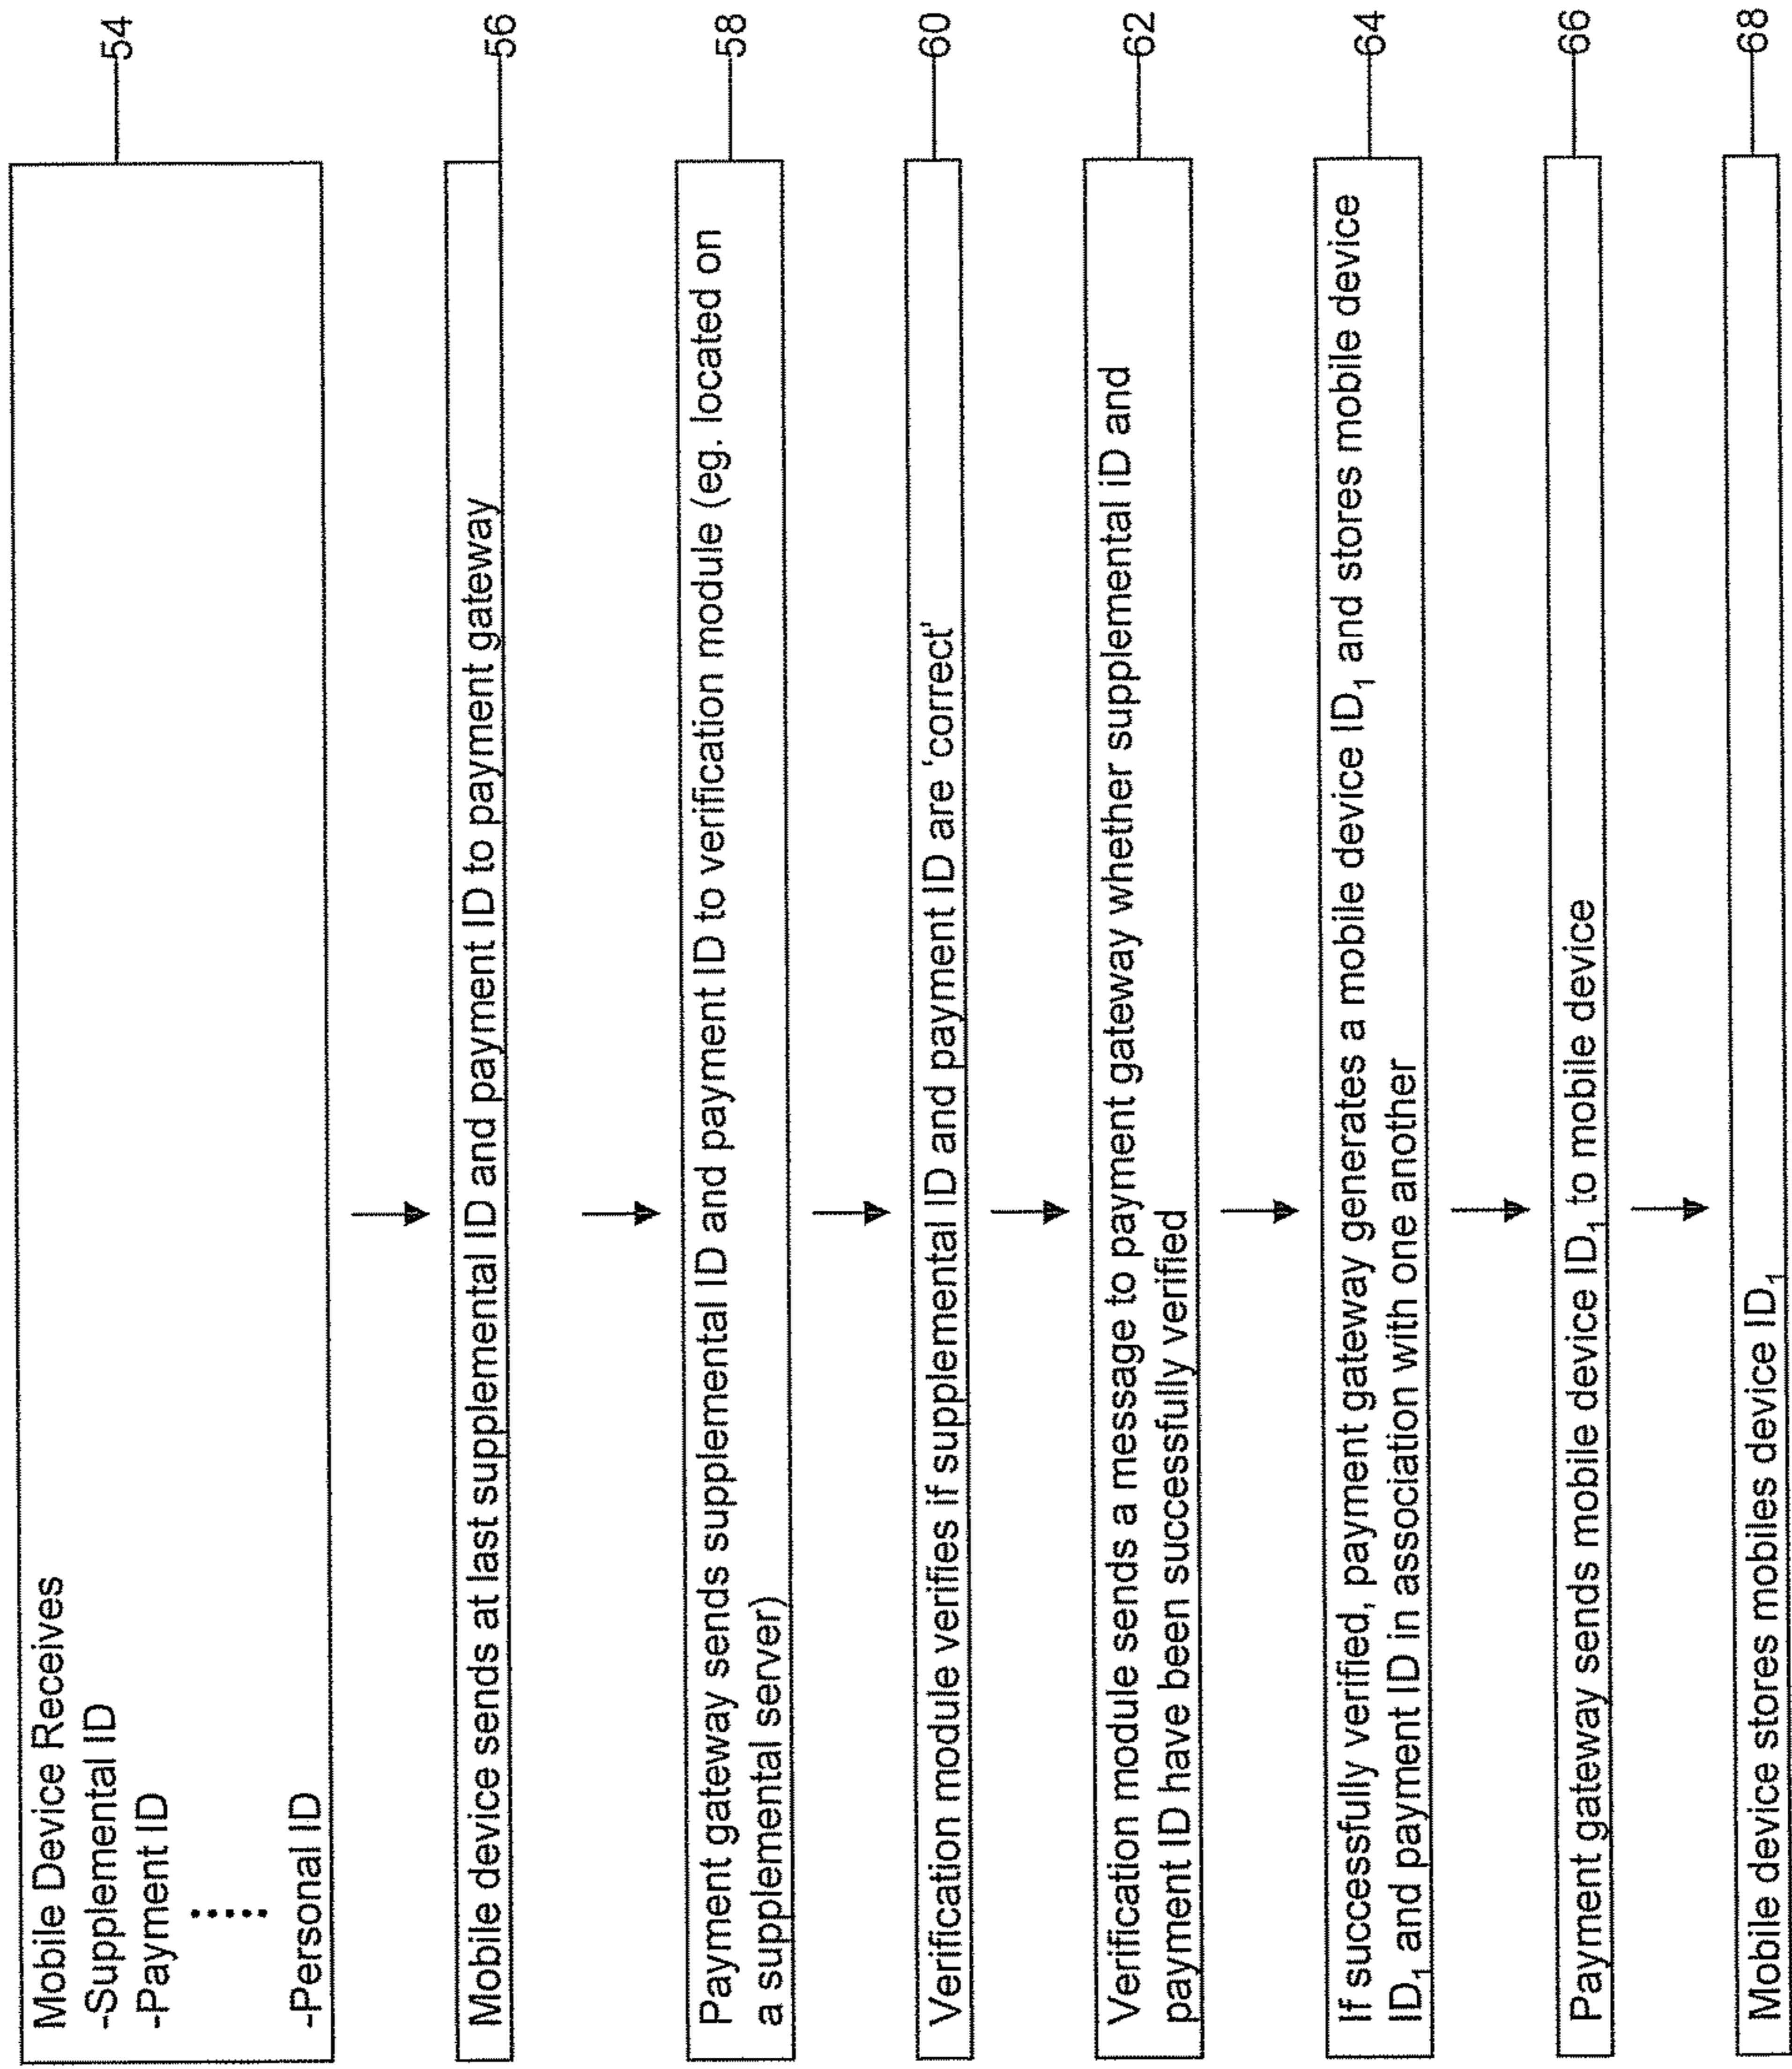 Mobile Device Receives
-Supplemental ID
-Payment ID
-Personal ID
54
Mobile device sends at last supplemental ID and payment ID to payment gateway
56
Payment gateway sends supplemental ID and payment ID to verification module (eg. located on
a supplemental server)
58
Verification module verifies if supplemental ID and payment ID are 'correct'
60
Verification module sends a message to payment gateway whether supplemental iD and
payment ID have been successfully verified
62
If successfully verified, payment gateway generates a mobile device ID₁ and stores mobile device
ID₁ and payment ID in association with one another
64
Payment gateway sends mobile device ID₁ to mobile device
66
Mobile device stores mobiles device ID₁
68